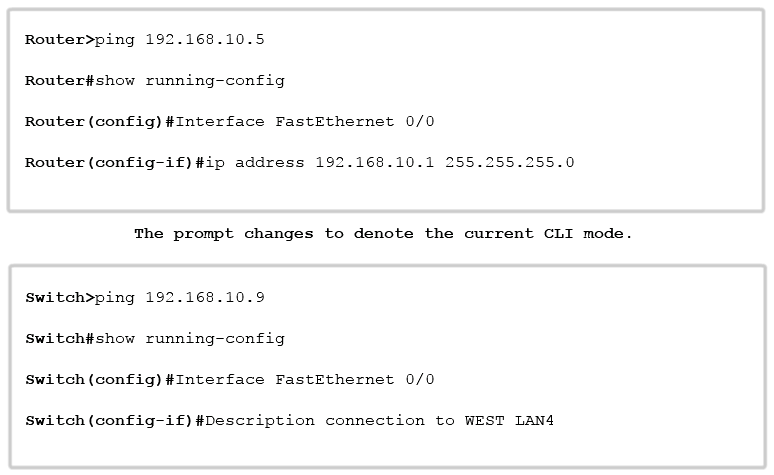 Router>ping 192.168.10.5
Router#show running-config
Router(config)#Interface FastEthernet 0/0
Router(config-if)#ip address 192.168.10.1 255.255.255.0
The prompt changes to denote the current CLI mode.
Switch>ping 192.168.10.9
Switch#show running-config
Switch(config)#Interface FastEthernet 0/0
Switch(config-if)#Description connection to WEST LAN4